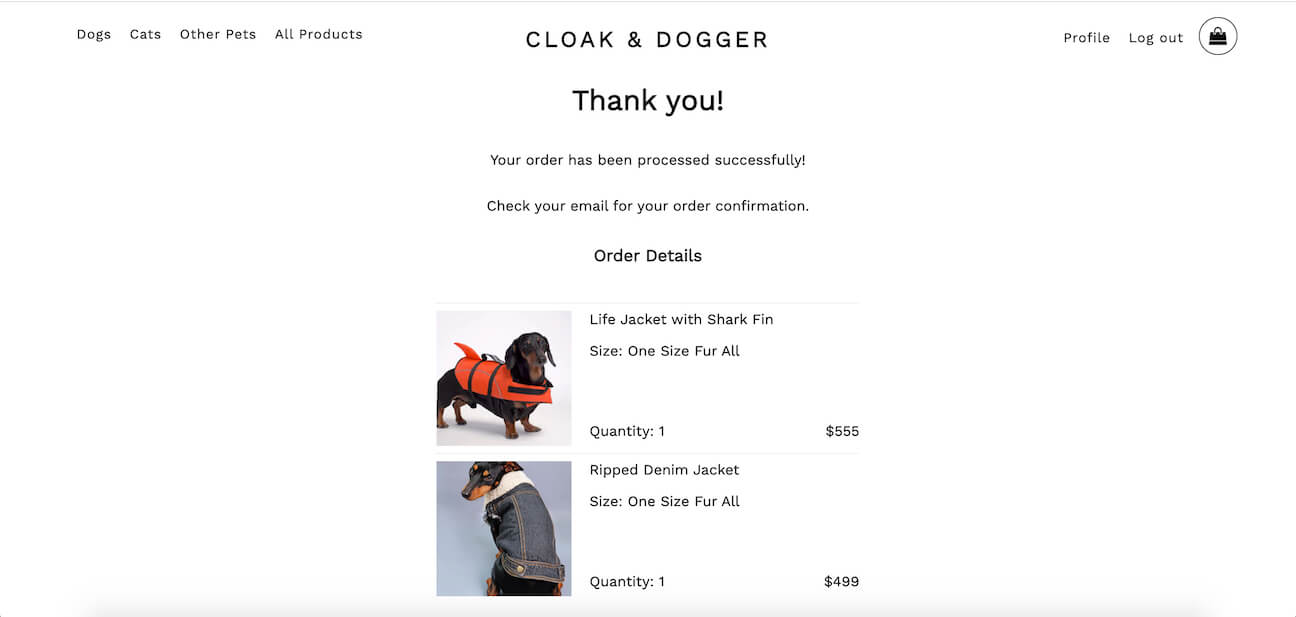 Dogs Cats Other Pets All Products
CLOAK & DOGGER
Profile Log out
Thank you!
Your order has been processed successfully!
Check your email for your order confirmation.
Order Details
Life Jacket with Shark Fin
Size: One Size Fur All
Quantity: 1 $555
Ripped Denim Jacket
Size: One Size Fur All
Quantity: 1 $499